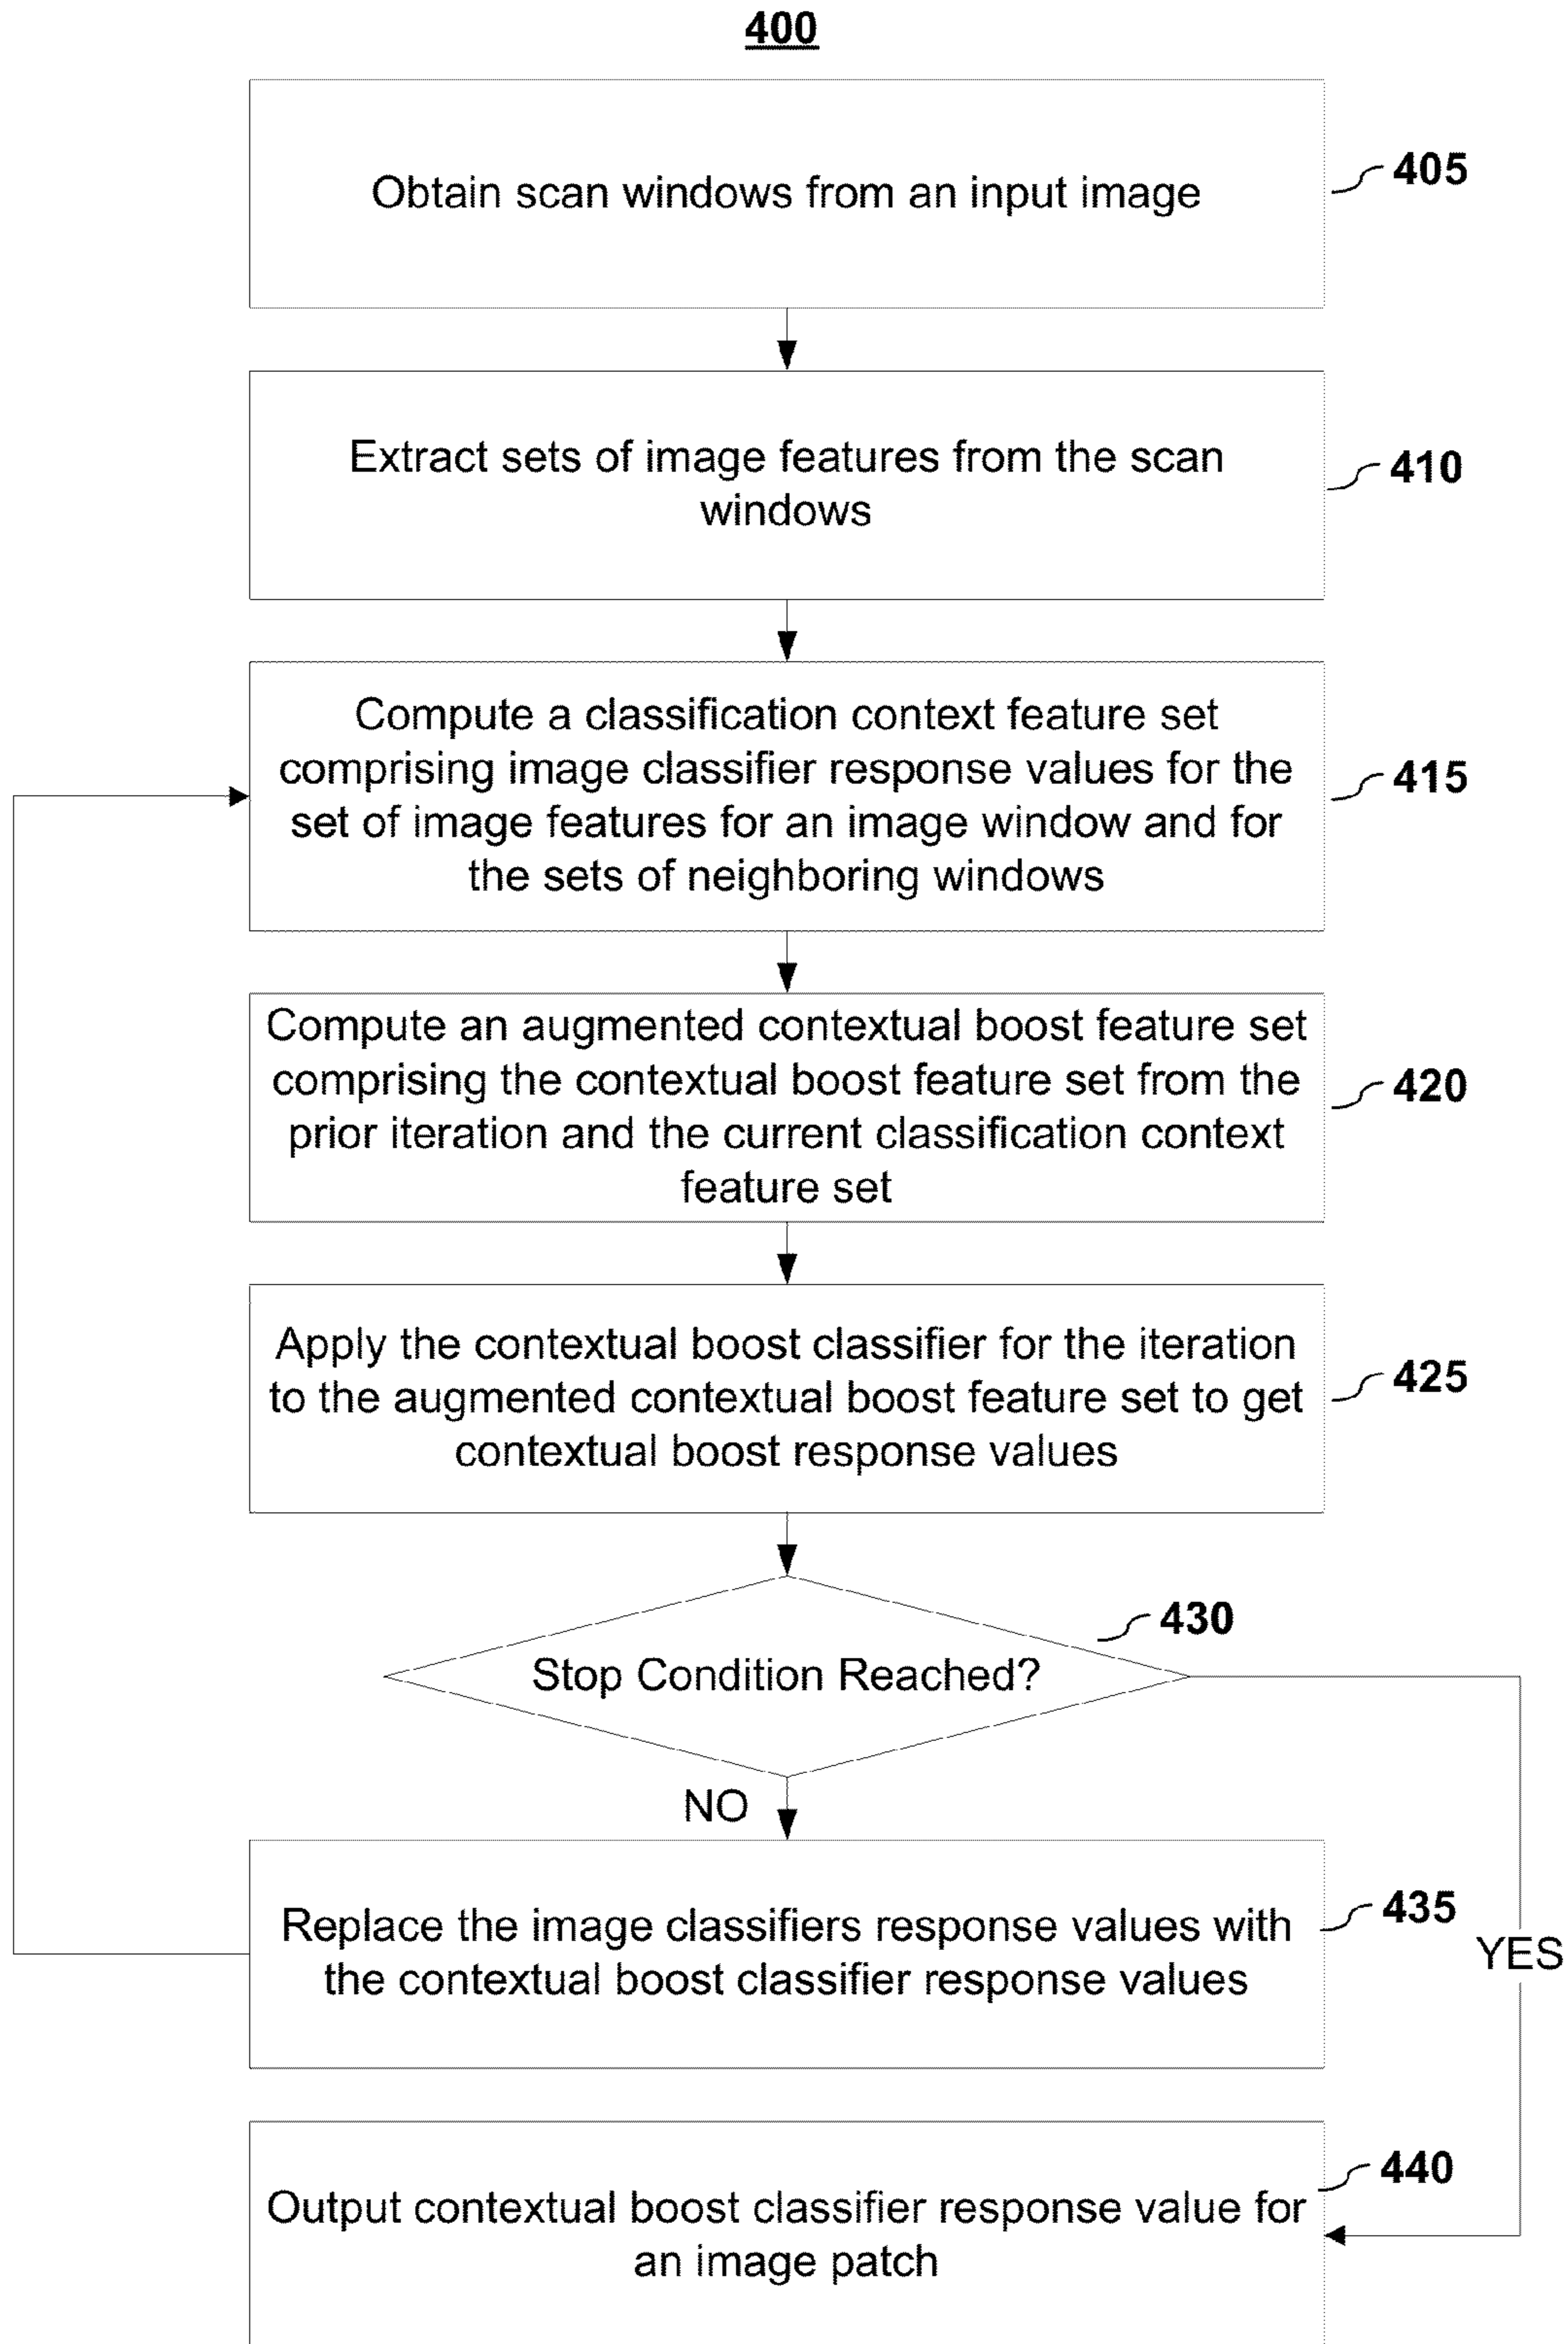 400
Obtain scan windows from an input image
405
Extract sets of image features from the scan
windows
410
Compute a classification context feature set
comprising image classifier response values for the
set of image features for an image window and for
the sets of neighboring windows
415
Compute an augmented contextual boost feature set
comprising the contextual boost feature set from the
prior iteration and the current classification context
feature set
420
Apply the contextual boost classifier for the iteration
to the augmented contextual boost feature set to get
contextual boost response values
425
Stop Condition Reached?
430
NO
YES
Replace the image classifiers response values with
the contextual boost classifier response values
435
Output contextual boost classifier response value for
an image patch
440